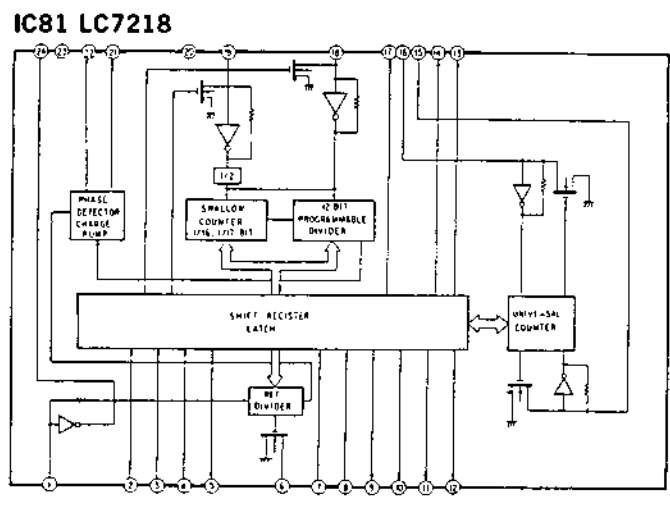 IC81 LC7218
24 23 22 21 20 19 18 17 16 15 14 13
1/2
PHASE
DETECTOR
CHARGE
PUMP
SWALLOW
COUNTER
1/16, 1/17 BIT
12 BIT
PROGRAMMABLE
DIVIDER
SHIFT REGISTER
LATCH
UNIVERSAL
COUNTER
REF
DIVIDER
1 2 3 4 5 6 7 8 9 10 11 12